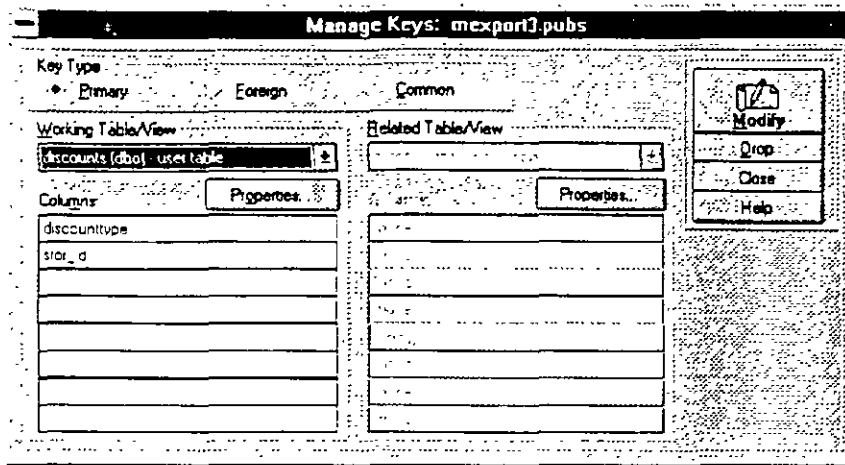 Manage Keys: mexport3.pubs
Key Type
Primary Foreign Common
Working Table/View
Related Table/View
discounts (dbo) - user table
Columns
Properties...
Properties...
discounttype
Modify
Drop
Close
Help